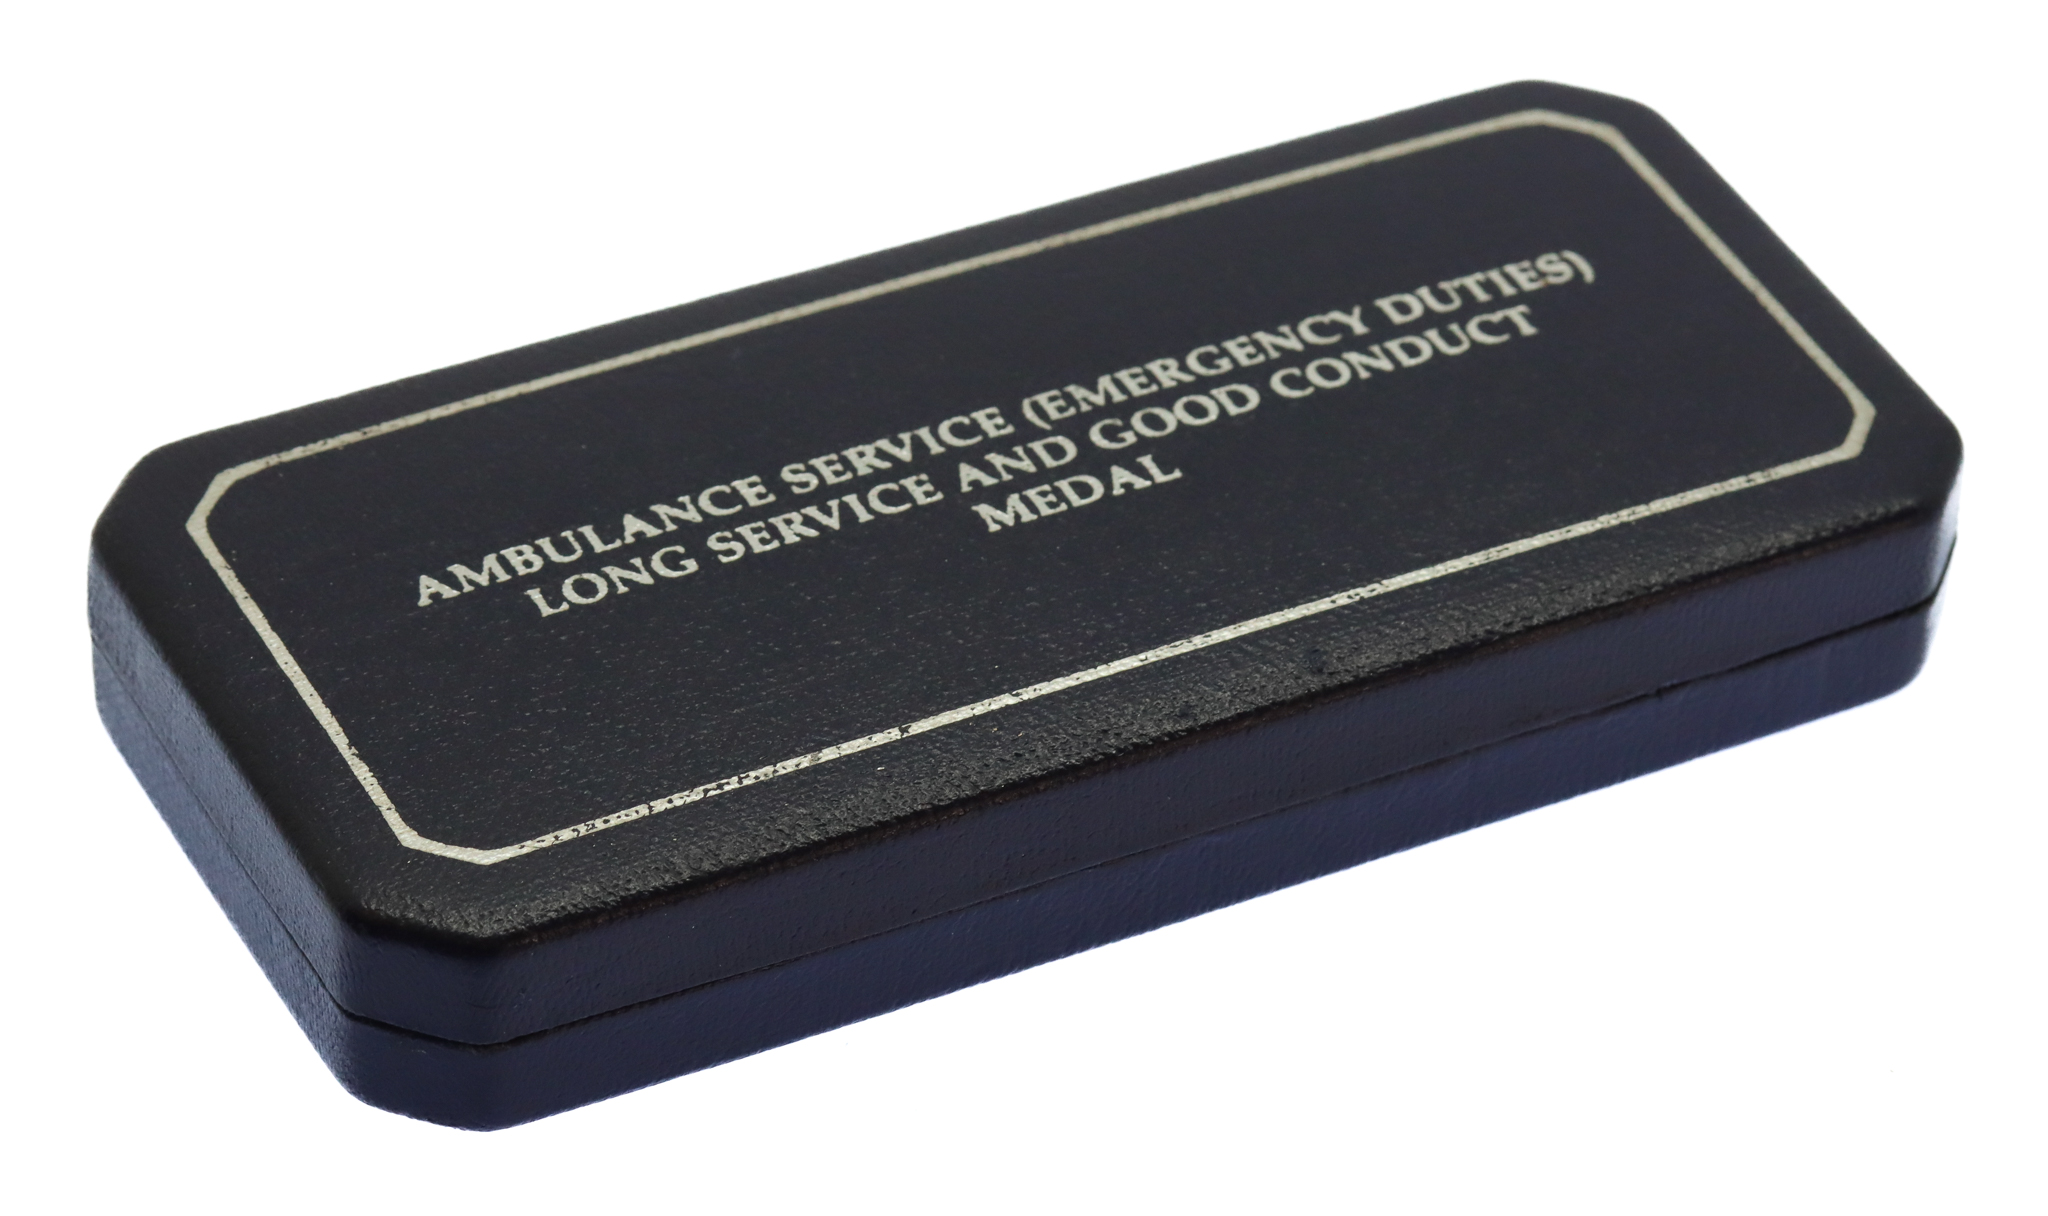 AMBULANCE SERVICE (EMERGENCY DUTIES)
LONG SERVICE AND GOOD CONDUCT
MEDAL